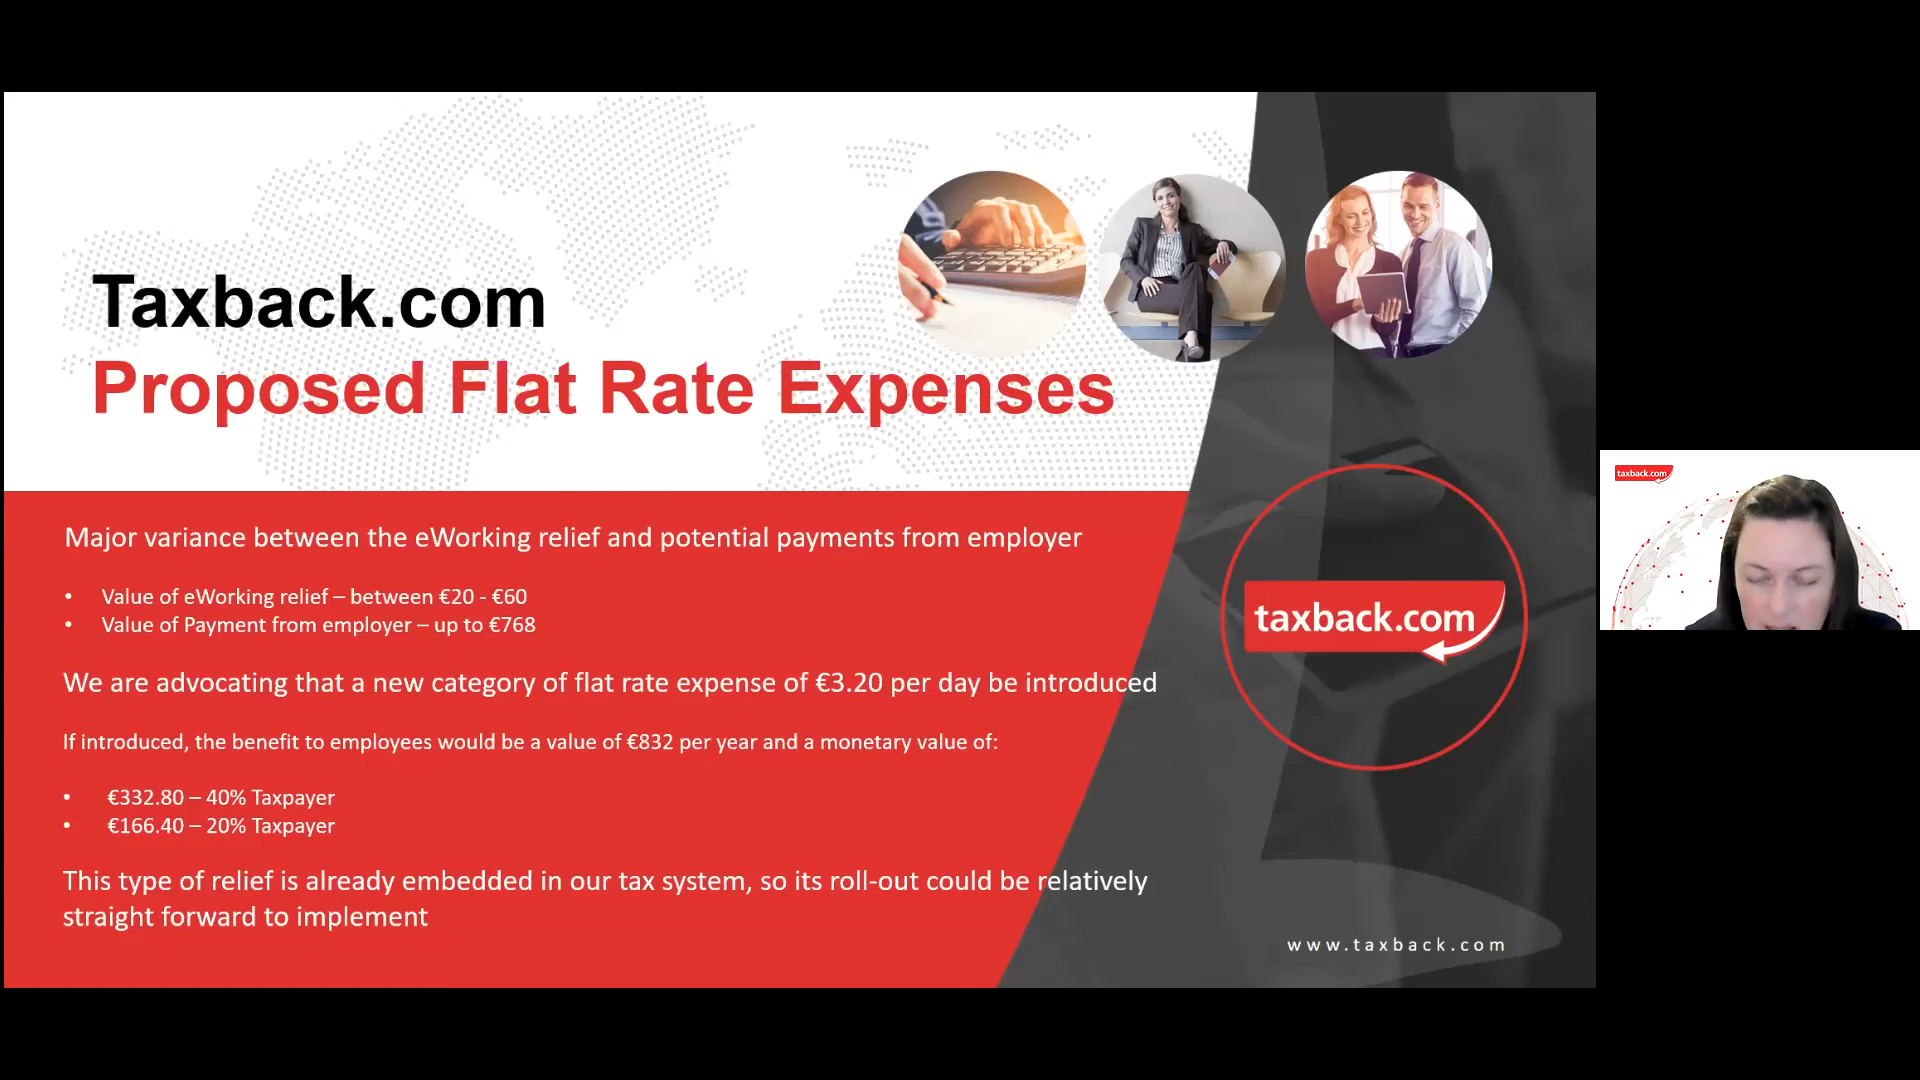 Taxback.com
Proposed Flat Rate Expenses
Major variance between the eWorking relief and potential payments from employer
• Value of eWorking relief – between €20 - €60
• Value of Payment from employer – up to €768
We are advocating that a new category of flat rate expense of €3.20 per day be introduced
If introduced, the benefit to employees would be a value of €832 per year and a monetary value of:
• €332.80 – 40% Taxpayer
• €166.40 – 20% Taxpayer
This type of relief is already embedded in our tax system, so its roll-out could be relatively
straight forward to implement
taxback.com
www.taxback.com
taxback.com